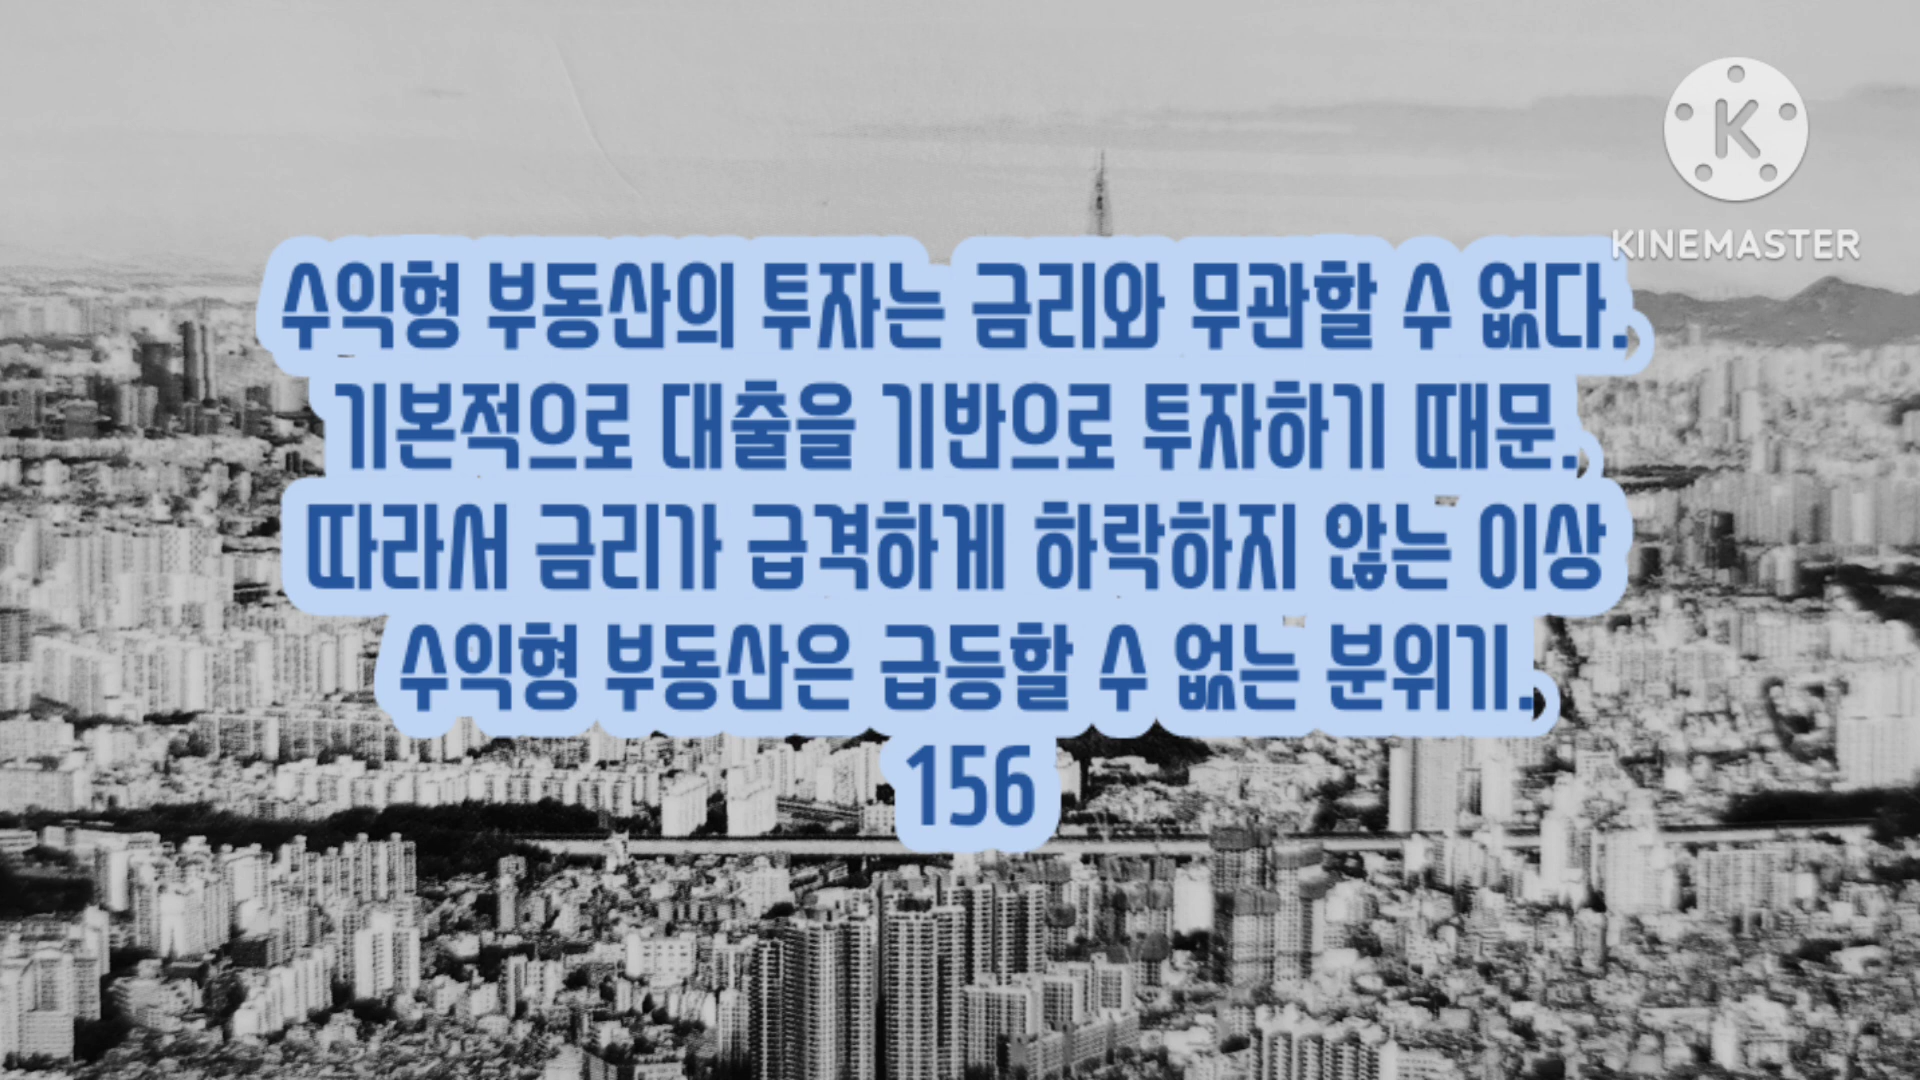 KINEMASTER
수익형 부동산의 투자는 금리와 무관할 수 없다.
기본적으로 대출을 기반으로 투자하기 때문.
따라서 금리가 급격하게 하락하지 않는 이상
수익형 부동산은 급등할 수 없는 분위기.
156